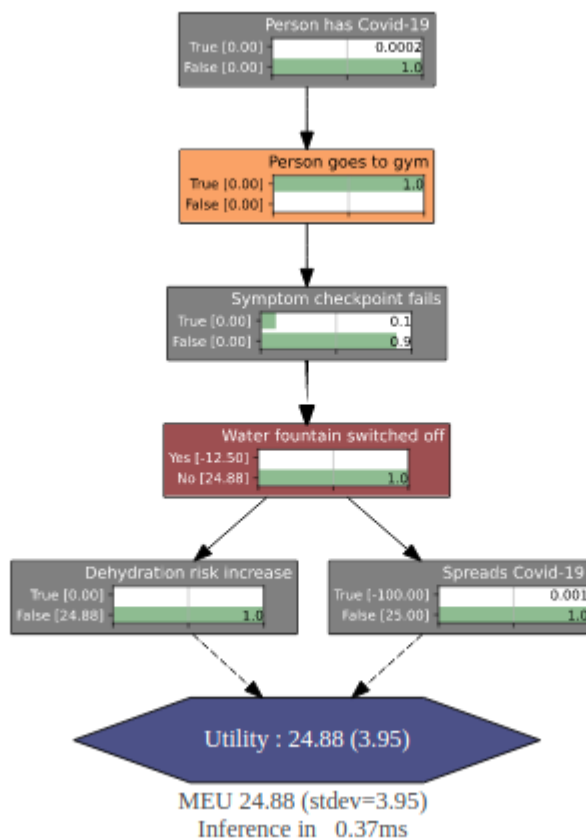 Person has Covid-19
True [0.00] 0.0002
False [0.00] 1.0
Person goes to gym
True [0.00] 1.0
False [0.00]
Symptom checkpoint fails
True [0.00] 0.1
False [0.00] 0.9
Water fountain switched off
Yes [-12.50]
No [24.88] 1.0
Dehydration risk increase
True [0.00]
False [24.88] 1.0
Spreads Covid-19
True [-100.00] 0.001
False [25.00] 1.0
Utility : 24.88 (3.95)
MEU 24.88 (stdev=3.95)
Inference in 0.37ms